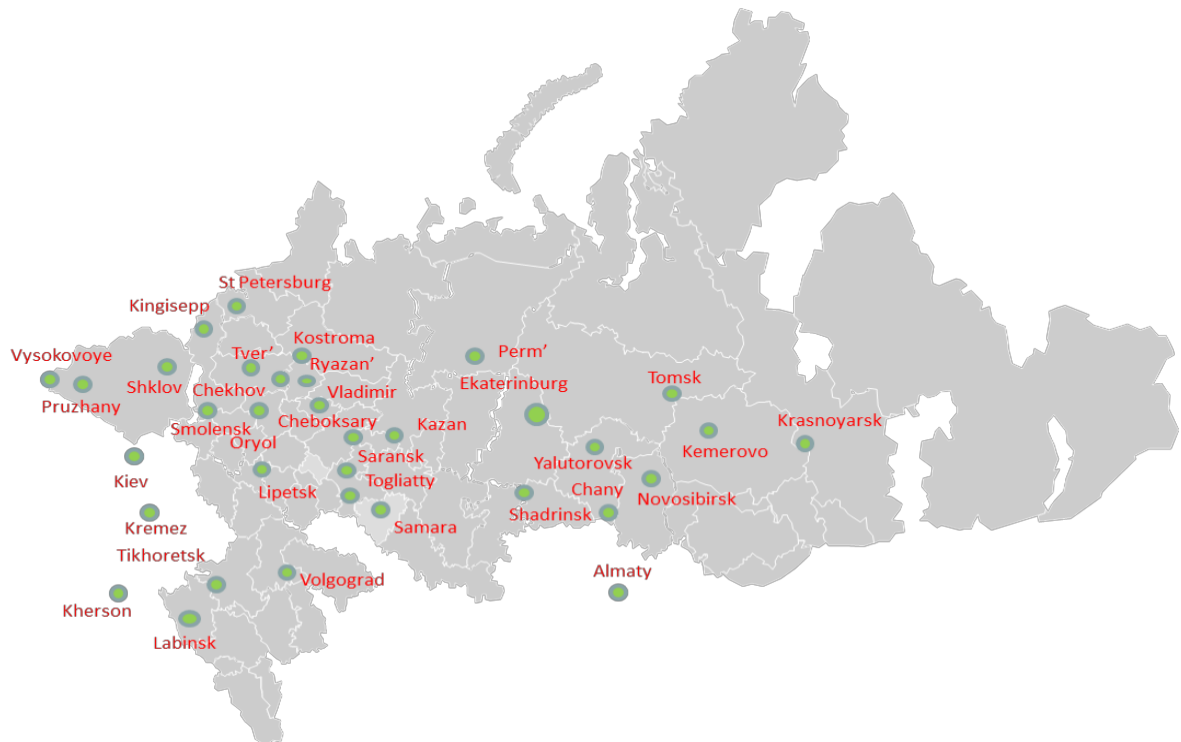 St Petersburg
Kingisepp
Kostroma
Tver’
Ryazan’
Perm’
Vysokovoye
Shklov
Chekhov
Vladimir
Ekaterinburg
Tomsk
Pruzhany
Smolensk
Cheboksary
Kazan
Krasnoyarsk
Oryol
Saransk
Kemerovo
Kiev
Yalutorovsk
Togliatty
Lipetsk
Chany
Novosibirsk
Shadrinsk
Kremez
Samara
Tikhoretsk
Almaty
Volgograd
Kherson
Labinsk